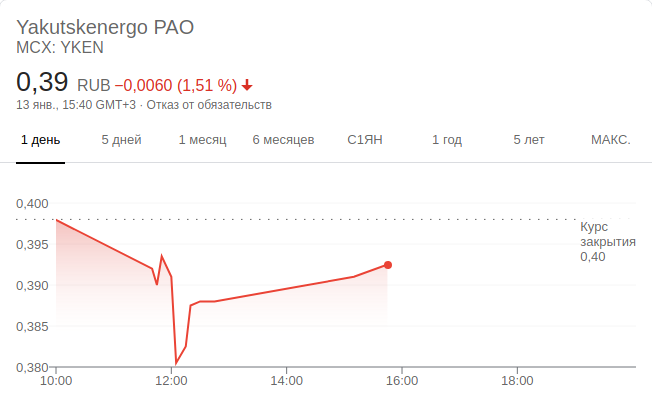 Yakutskenergo PAO
MCX: YKEN
0,39 RUB −0,0060 (1,51 %)
13 янв., 15:40 GMT+3 · Отказ от обязательств
1 день 5 дней 1 месяц 6 месяцев С1ЯН 1 год 5 лет МАКС.
0,400
Курс
закрытия
0,40
0,395
0,390
0,385
0,380
10:00 12:00 14:00 16:00 18:00